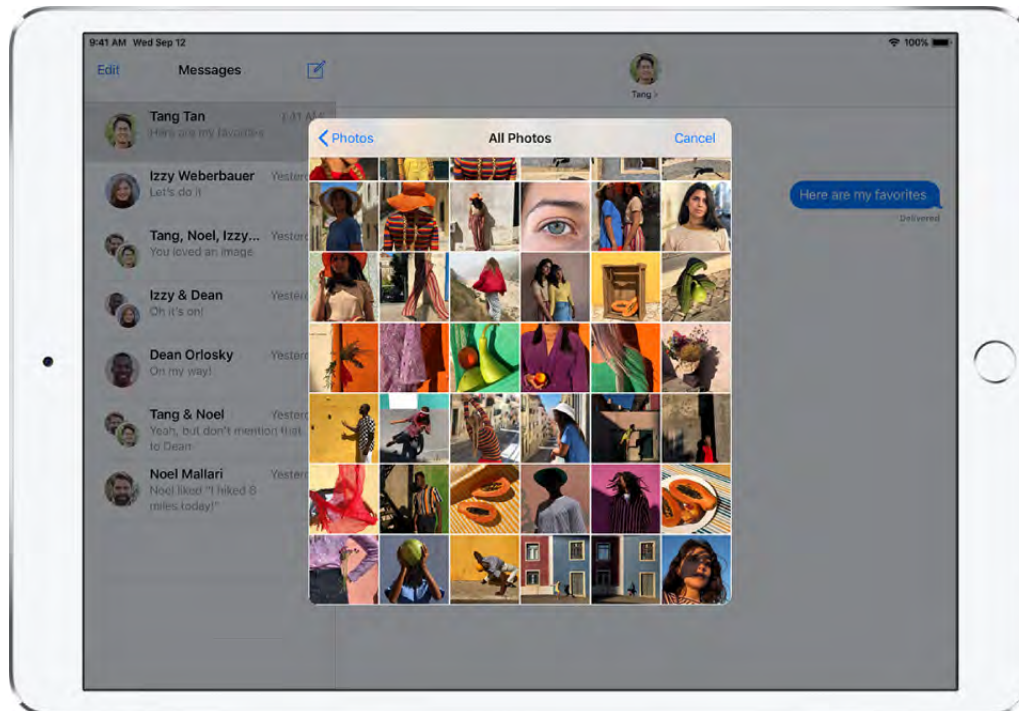 9:41 AM Wed Sep 12
100%
Edit
Messages
Tang >
Tang Tan
Here are my favorites
Izzy Weberbauer
Let's do it
Tang, Noel, Izzy...
You loved an image
Izzy & Dean
Oh it's on!
Dean Orlosky
On my way!
Tang & Noel
Yeah, but don't mention that
to Dean
Noel Mallari
Noel liked "I hiked 8
miles today!"
Photos
All Photos
Cancel
Here are my favorites
Delivered